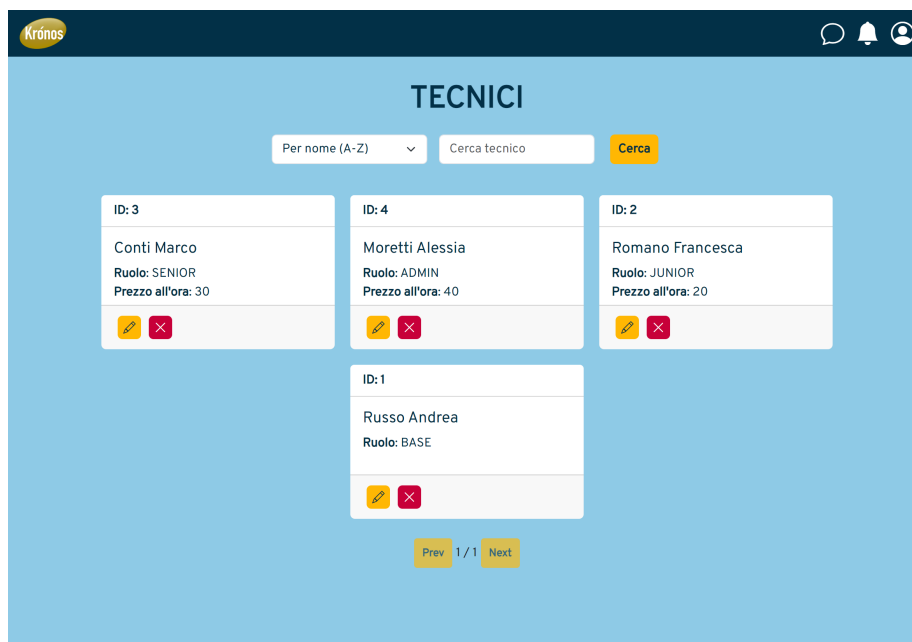 Krónos
TECNICI
Per nome (A-Z)
Cerca tecnico
Cerca
ID: 3
Conti Marco
Ruolo: SENIOR
Prezzo all'ora: 30
ID: 4
Moretti Alessia
Ruolo: ADMIN
Prezzo all'ora: 40
ID: 2
Romano Francesca
Ruolo: JUNIOR
Prezzo all'ora: 20
ID: 1
Russo Andrea
Ruolo: BASE
Prev 1 / 1 Next